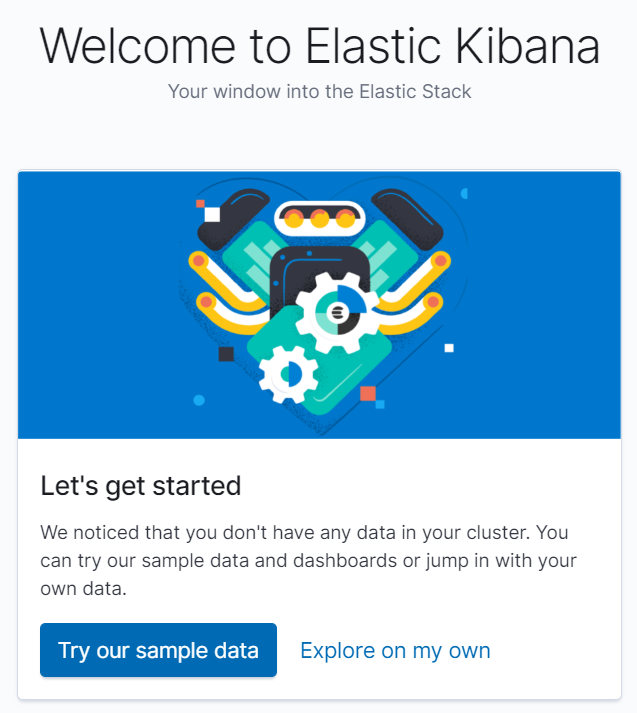 Welcome to Elastic Kibana
Your window into the Elastic Stack
Let's get started
We noticed that you don't have any data in your cluster. You
can try our sample data and dashboards or jump in with your
own data.
Try our sample data
Explore on my own